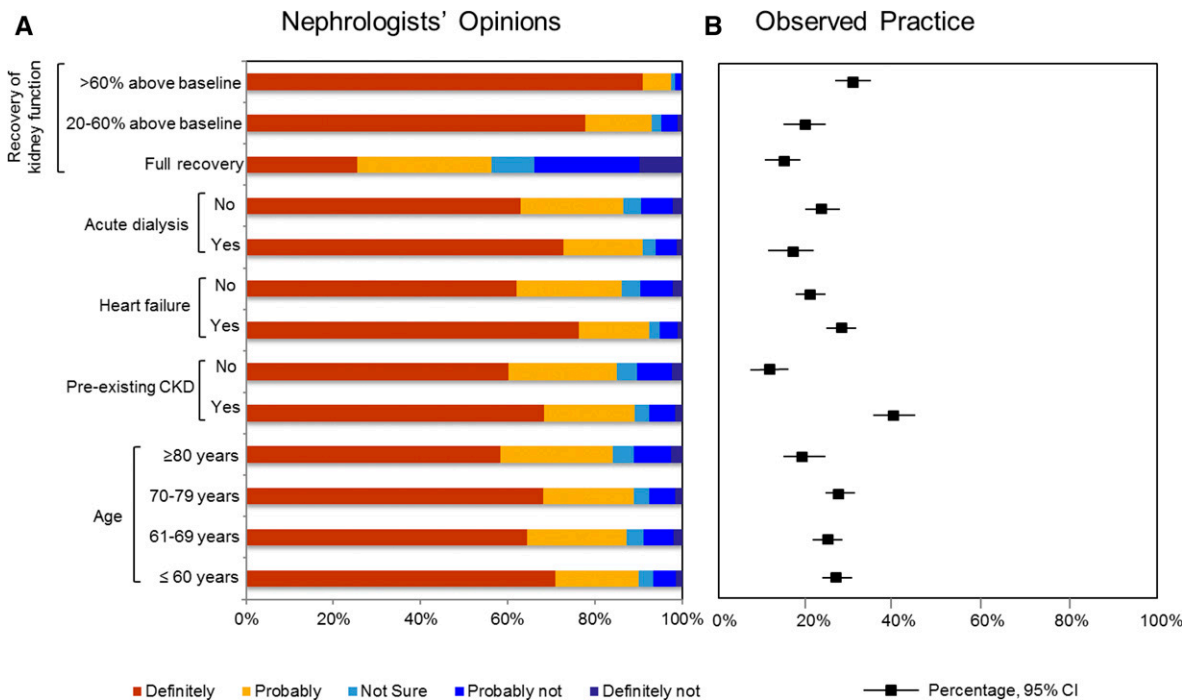 A Nephrologists' Opinions
B Observed Practice
Recovery of
kidney function
>60% above baseline
20-60% above baseline
Full recovery
Acute dialysis
No
Yes
Heart failure
No
Yes
Pre-existing CKD
No
Yes
Age
≥80 years
70-79 years
61-69 years
≤ 60 years
0% 20% 40% 60% 80% 100%
0% 20% 40% 60% 80% 100%
Definitely Probably Not Sure Probably not Definitely not
Percentage, 95% CI